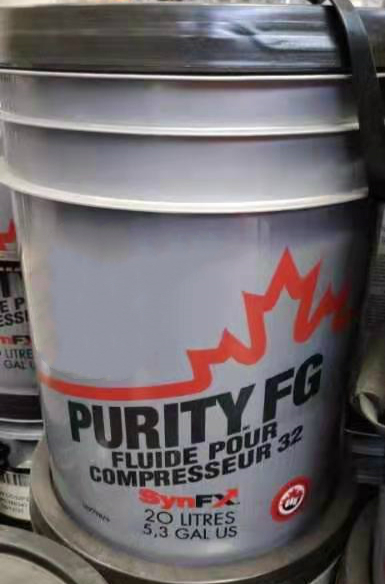 PURITY FG
FLUIDE POUR
COMPRESSEUR 32
SynFX
20 LITRES
5,3 GAL US